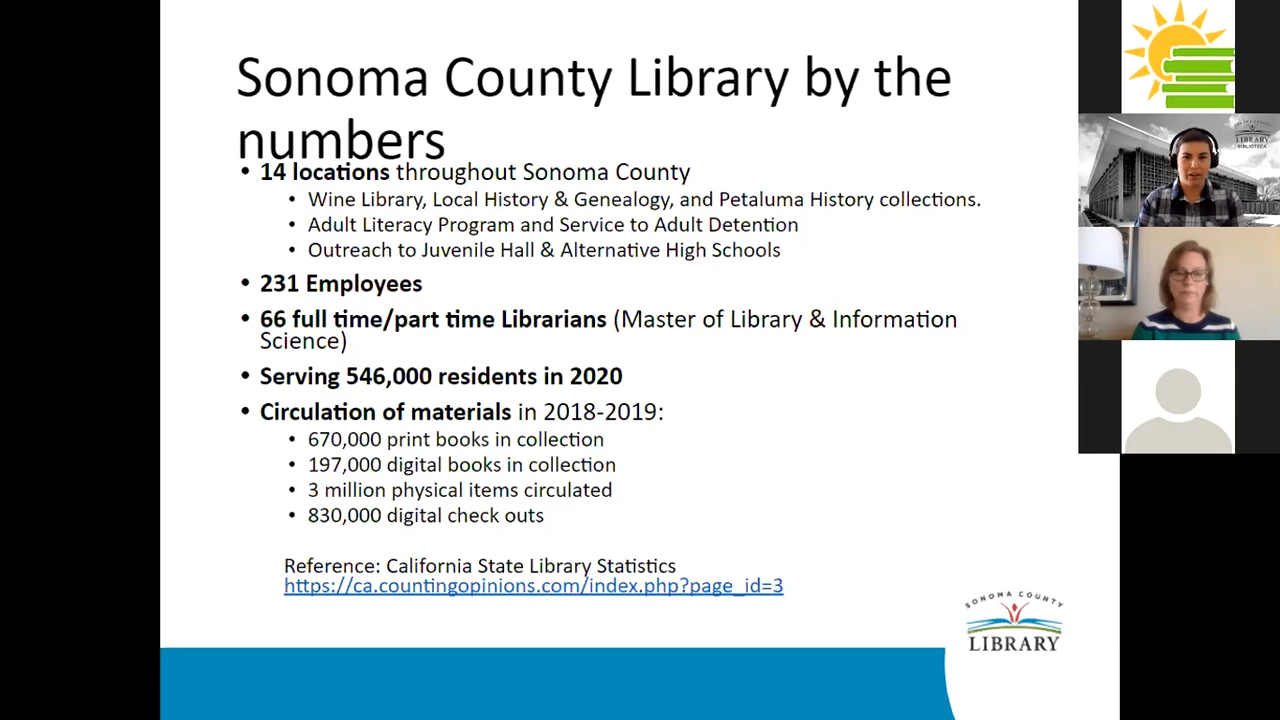 Sonoma County Library by the
numbers
• 14 locations throughout Sonoma County
• Wine Library, Local History & Genealogy, and Petaluma History collections.
• Adult Literacy Program and Service to Adult Detention
• Outreach to Juvenile Hall & Alternative High Schools
• 231 Employees
• 66 full time/part time Librarians (Master of Library & Information
Science)
• Serving 546,000 residents in 2020
• Circulation of materials in 2018-2019:
• 670,000 print books in collection
• 197,000 digital books in collection
• 3 million physical items circulated
• 830,000 digital check outs
Reference: California State Library Statistics
https://ca.countingopinions.com/index.php?page_id=3
SONOMA COUNTY
LIBRARY
SONOMA COUNTY
LIBRARY
BIBLIOTECA